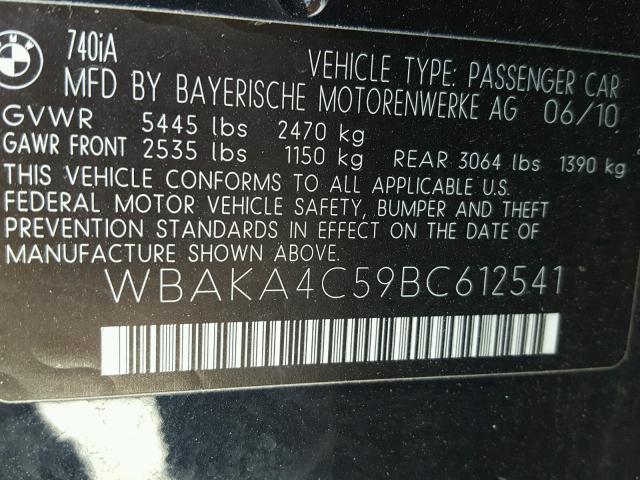 BMW
740iA
VEHICLE TYPE: PASSENGER CAR
MFD BY BAYERISCHE MOTORENWERKE AG 06/10
GVWR 5445 lbs 2470 kg
GAWR FRONT 2535 lbs 1150 kg REAR 3064 lbs 1390 kg
THIS VEHICLE CONFORMS TO ALL APPLICABLE U.S.
FEDERAL MOTOR VEHICLE SAFETY, BUMPER AND THEFT
PREVENTION STANDARDS IN EFFECT ON THE DATE OF
MANUFACTURE SHOWN ABOVE.
WBAKA4C59BC612541